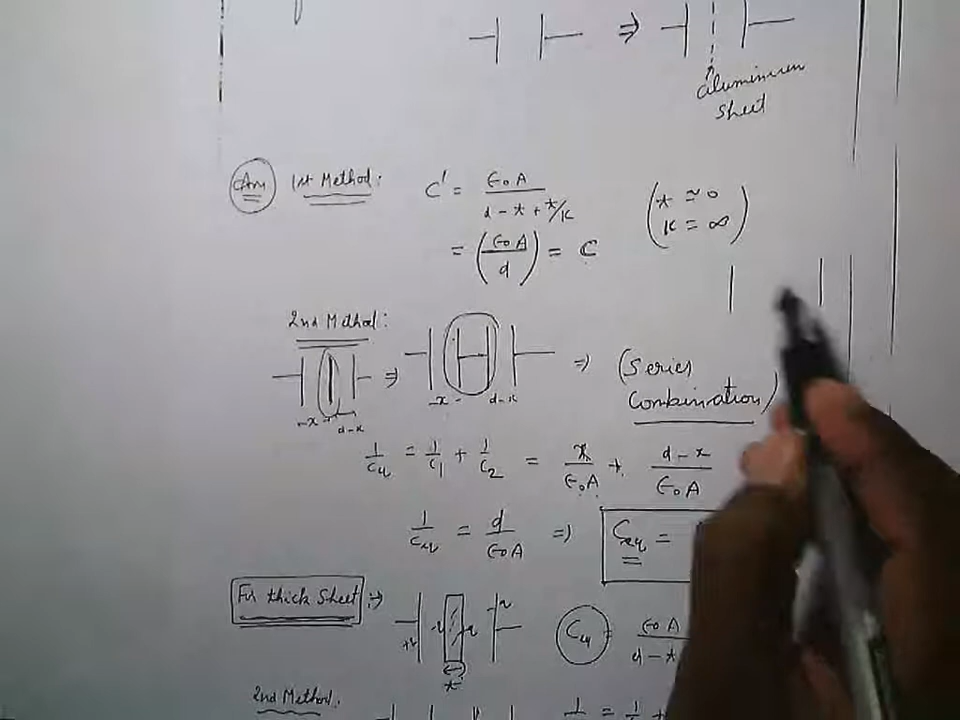 ⇒
aluminium
sheet
Ans 1st Method: C' = ε₀A / (d - t + t/K) (t ≃ 0
K = ∞)
= (ε₀A / d) = C
2nd Method:
⇒ ⇒ (Series
Combination)
x d-x
x d-x
1/Ceq = 1/C₁ + 1/C₂ = x/ε₀A + (d-x)/ε₀A
1/Ceq = d/ε₀A ⇒ Ceq =
For thick Sheet :⇒ Ceq = ε₀A / d-t
t
2nd Method: